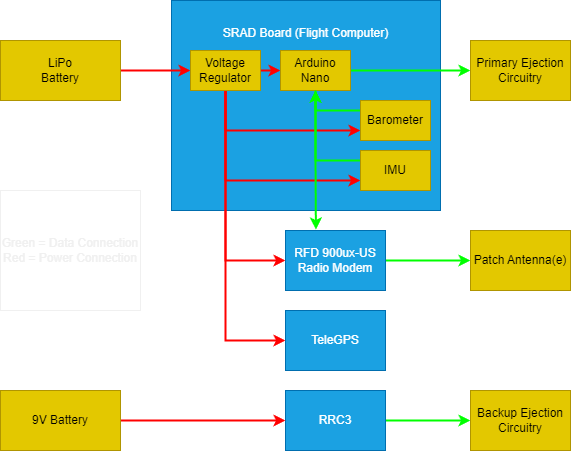 SRAD Board (Flight Computer)
LiPo
Battery
Voltage
Regulator
Arduino
Nano
Primary Ejection
Circuitry
Barometer
IMU
Green = Data Connection
Red = Power Connection
RFD 900ux-US
Radio Modem
Patch Antenna(e)
TeleGPS
9V Battery
RRC3
Backup Ejection
Circuitry